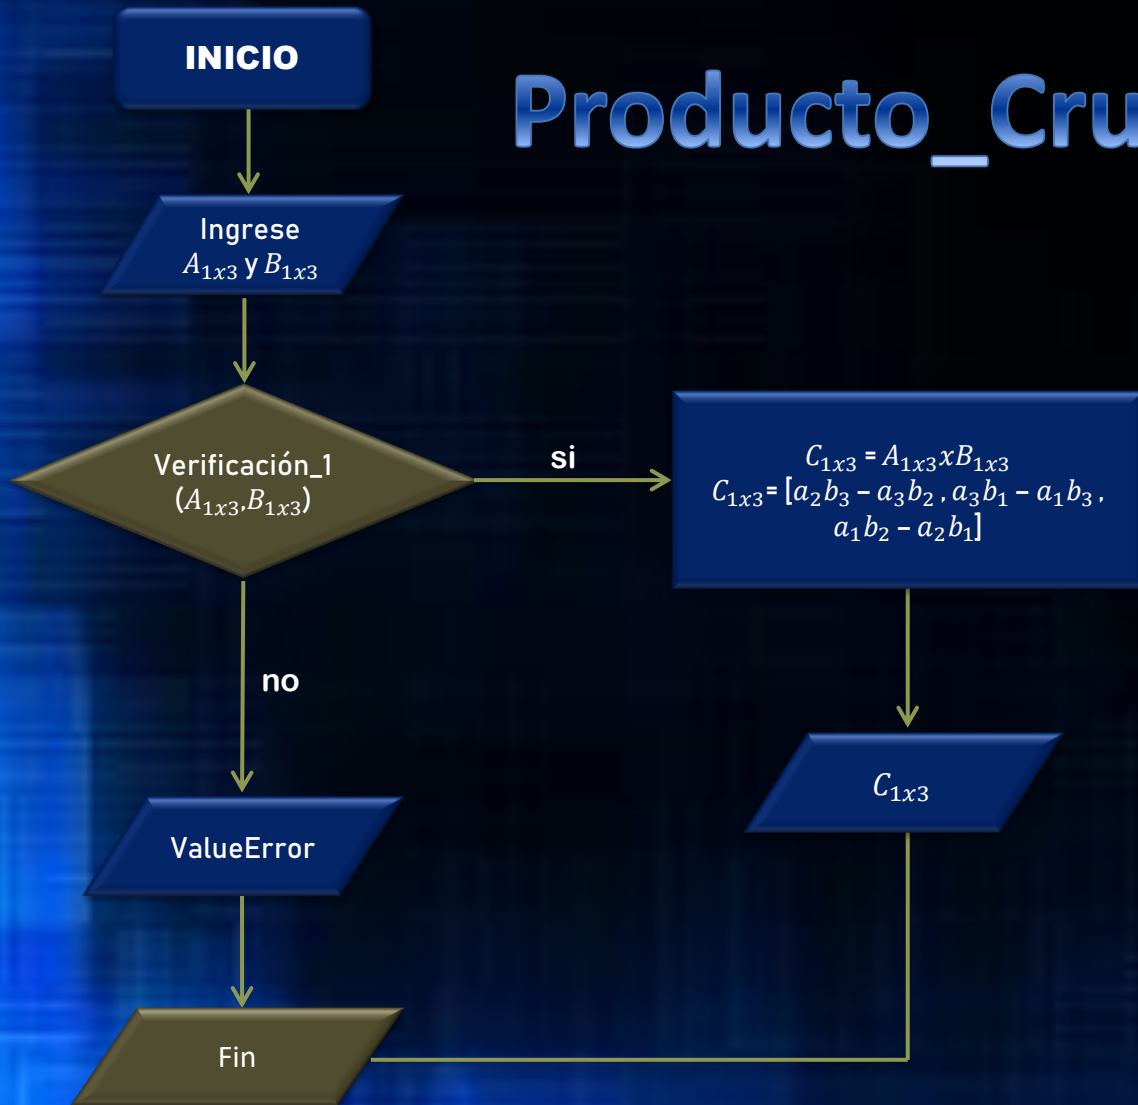 INICIO
Producto_Cru
Ingrese
A₁ₓ₃ y B₁ₓ₃
Verificación_1
(A₁ₓ₃,B₁ₓ₃)
si
C₁ₓ₃ = A₁ₓ₃xB₁ₓ₃
C₁ₓ₃= [a₂b₃ – a₃b₂ , a₃b₁ – a₁b₃ ,
a₁b₂ – a₂b₁]
no
C₁ₓ₃
ValueError
Fin